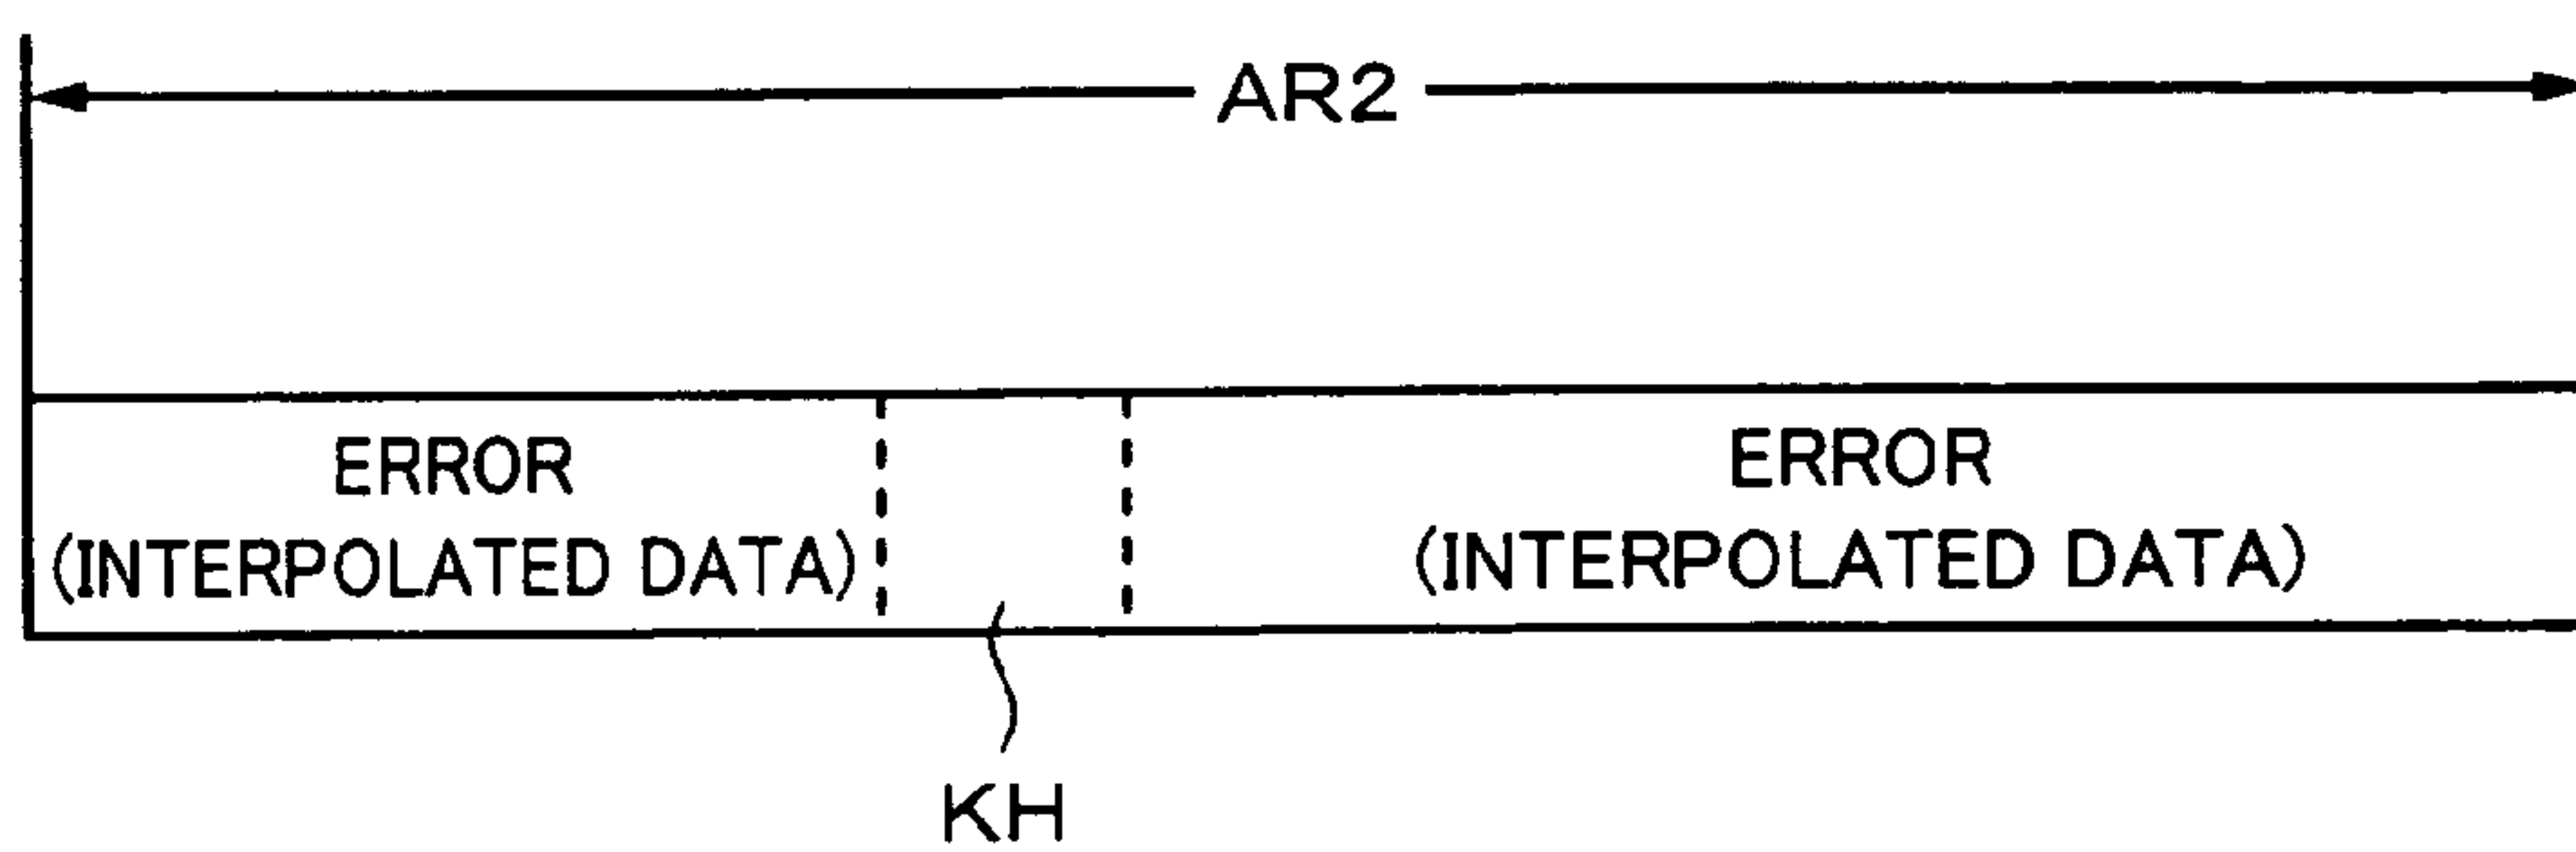 AR2
ERROR
(INTERPOLATED DATA)
ERROR
(INTERPOLATED DATA)
KH